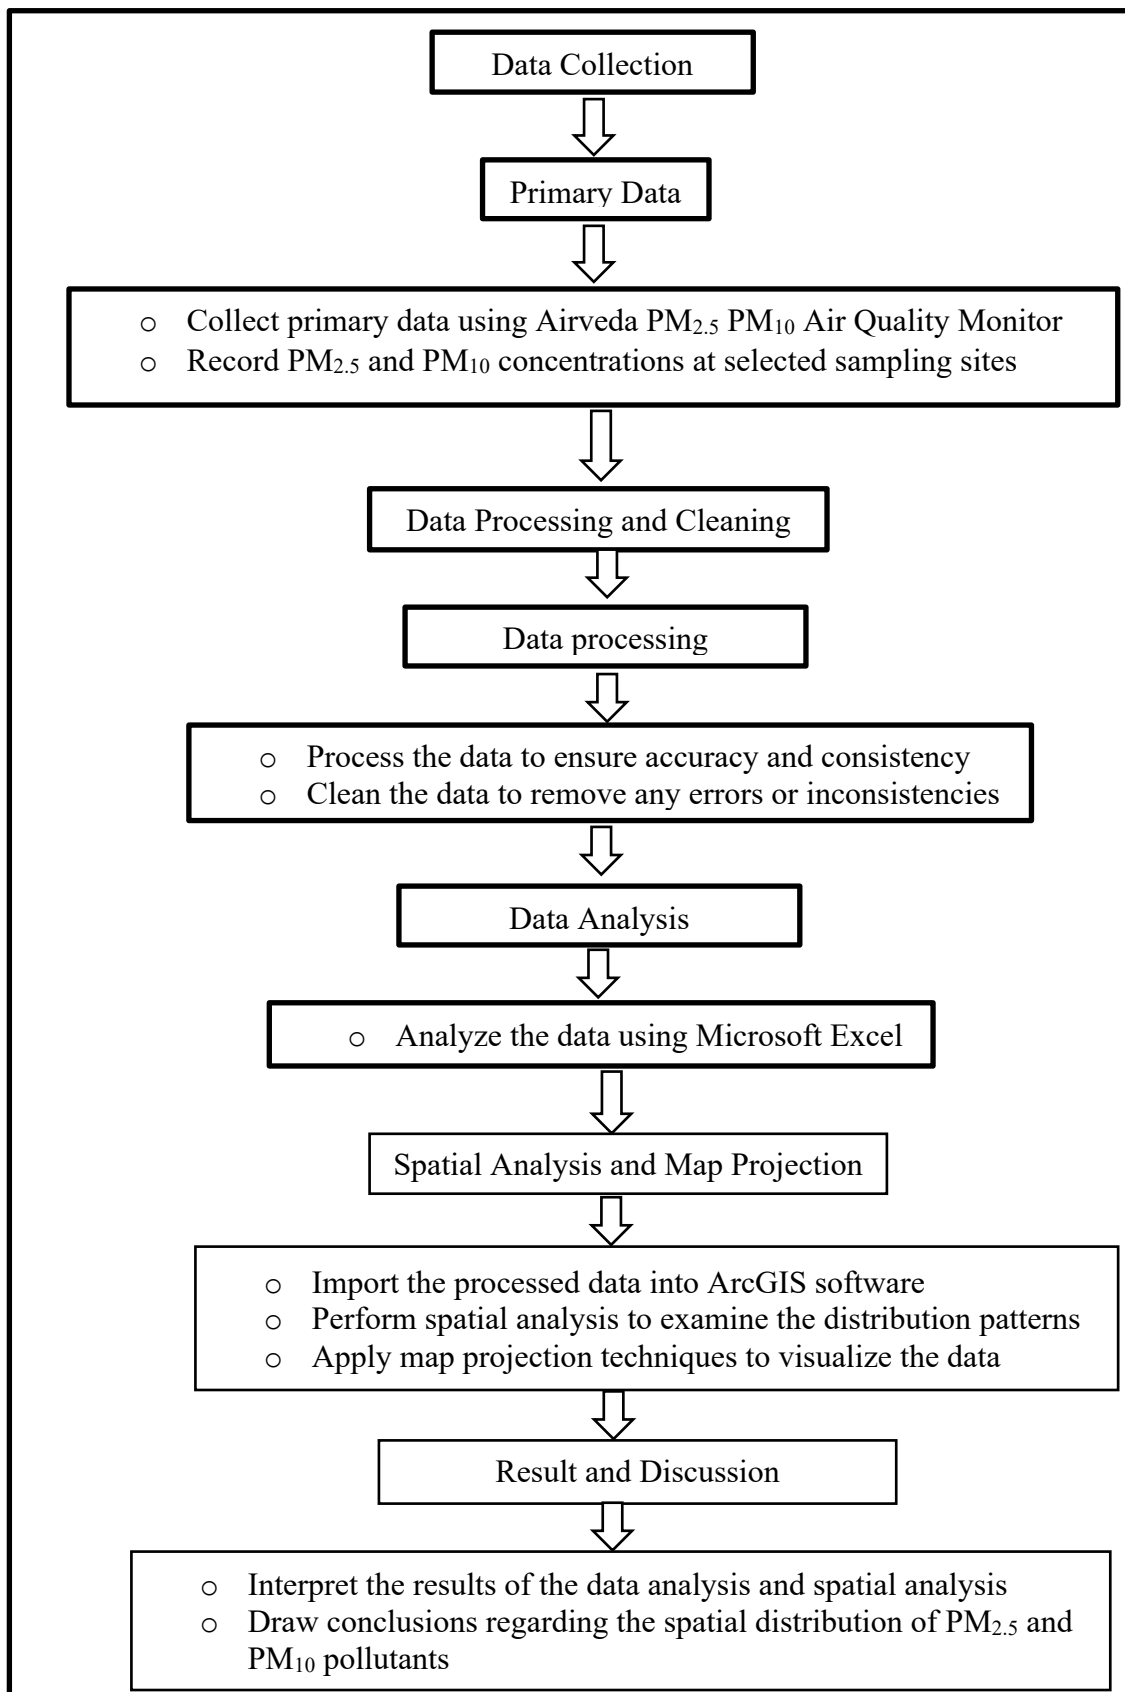 Data Collection
Primary Data
o Collect primary data using Airveda PM2.5 PM10 Air Quality Monitor
o Record PM2.5 and PM10 concentrations at selected sampling sites
Data Processing and Cleaning
Data processing
o Process the data to ensure accuracy and consistency
o Clean the data to remove any errors or inconsistencies
Data Analysis
o Analyze the data using Microsoft Excel
Spatial Analysis and Map Projection
o Import the processed data into ArcGIS software
o Perform spatial analysis to examine the distribution patterns
o Apply map projection techniques to visualize the data
Result and Discussion
o Interpret the results of the data analysis and spatial analysis
o Draw conclusions regarding the spatial distribution of PM2.5 and
PM10 pollutants